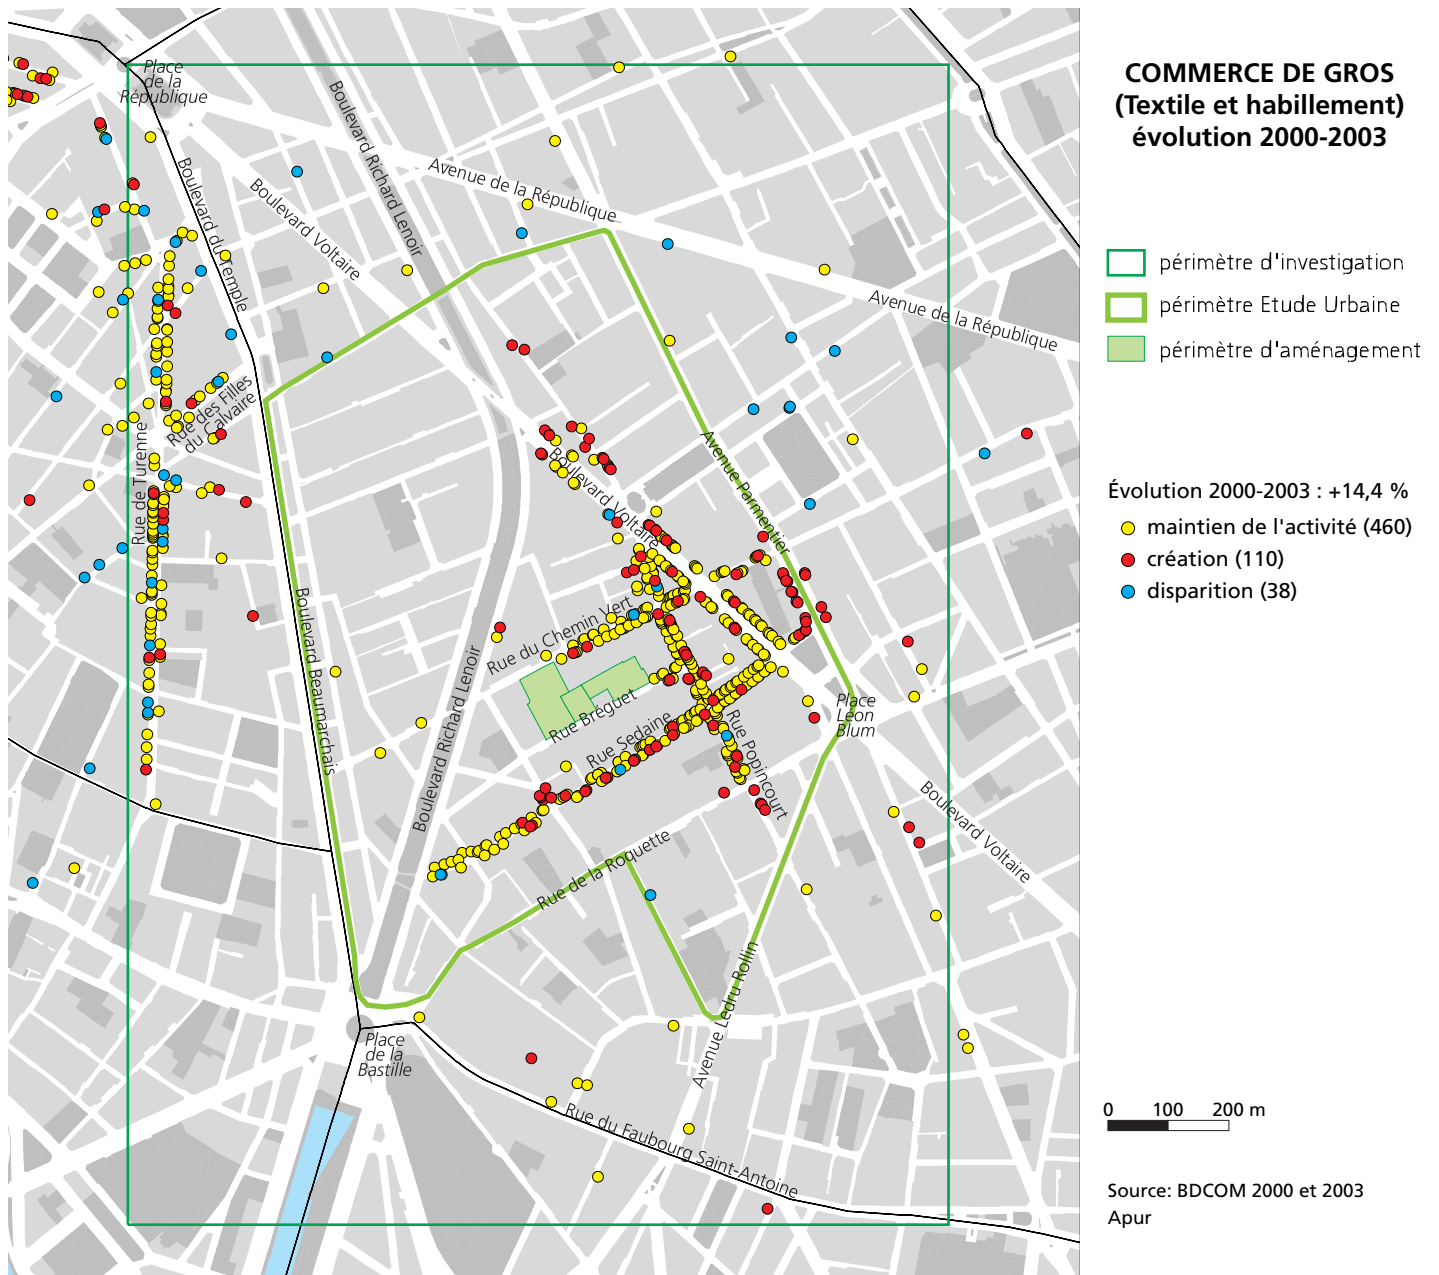 COMMERCE DE GROS
(Textile et habillement)
évolution 2000-2003
périmètre d'investigation
périmètre Etude Urbaine
périmètre d'aménagement
Évolution 2000-2003 : +14,4 %
maintien de l'activité (460)
création (110)
disparition (38)
0 100 200 m
Source: BDCOM 2000 et 2003
Apur
Place
de la
République
Boulevard du Temple
Boulevard Voltaire
Boulevard Richard Lenoir
Avenue de la République
Avenue de la République
Rue des Filles
du Calvaire
Rue de Turenne
Boulevard Voltaire
Avenue Parmentier
Boulevard Beaumarchais
Rue du Chemin Vert
Boulevard Richard Lenoir
Rue Bréguet
Rue Sedaine
Rue Popincourt
Place
Léon
Blum
Boulevard Voltaire
Rue de la Roquette
Avenue Ledru Rollin
Place
de la
Bastille
Rue du Faubourg Saint-Antoine